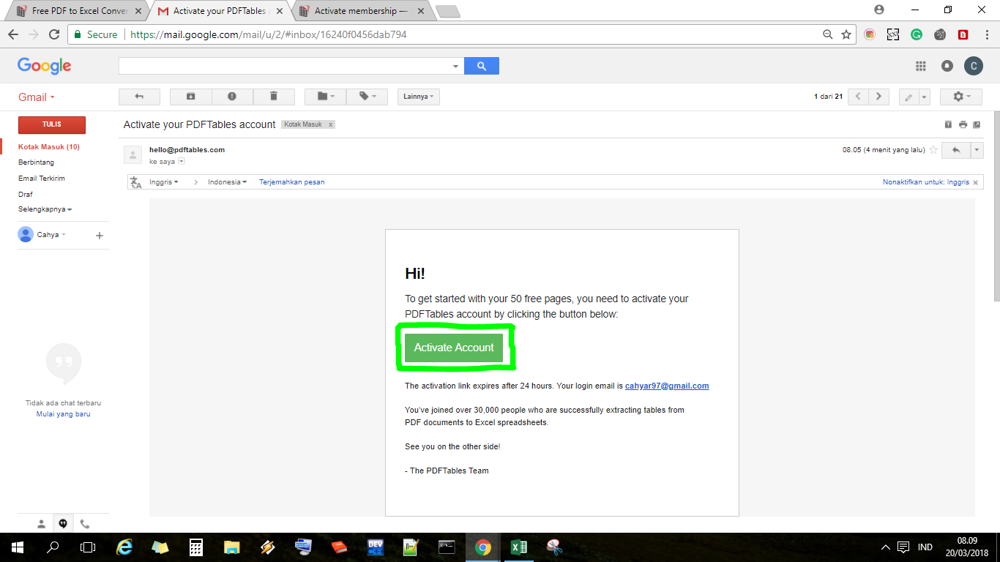 Free PDF to Excel Conver
Activate your PDFTables
Activate membership —
Secure
https://mail.google.com/mail/u/2/#inbox/16240f0456dab794
Google
C
Gmail
Lainnya
1 dari 21
TULIS
Activate your PDFTables account
Kotak Masuk x
Kotak Masuk (10)
Berbintang
Email Terkirim
Draf
Selengkapnya
Cahya
hello@pdftables.com
08.05 (4 menit yang lalu)
ke saya
Inggris
Indonesia
Terjemahkan pesan
Nonaktifkan untuk: Inggris
Hi!
To get started with your 50 free pages, you need to activate your
PDFTables account by clicking the button below:
Activate Account
The activation link expires after 24 hours. Your login email is cahyar97@gmail.com
You've joined over 30,000 people who are successfully extracting tables from
PDF documents to Excel spreadsheets.
See you on the other side!
- The PDFTables Team
Tidak ada chat terbaru
Mulai yang baru
DEV
IND
08.09
20/03/2018